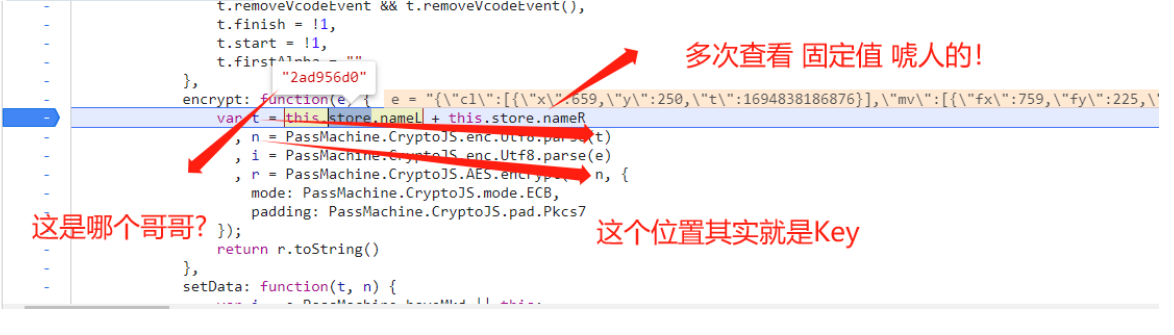 t.removeVcodeEvent && t.removeVcodeEvent(),
t.finish = !1,
t.start = !1,
t.firstAlpha = ""
},
"2ad956d0"
多次查看 固定值 唬人的!
encrypt: function(e) { e = "{\"cl\":[{\"x\":659,\"y\":250,\"t\":1694838186876}],\"mv\":[{\"fx\":759,\"fy\":225,\"
var t = this.store.nameL + this.store.nameR
, n = PassMachine.CryptoJS.enc.Utf8.parse(t)
, i = PassMachine.CryptoJS.enc.Utf8.parse(e)
, r = PassMachine.CryptoJS.AES.encrypt( n, {
mode: PassMachine.CryptoJS.mode.ECB,
padding: PassMachine.CryptoJS.pad.Pkcs7
这是哪个哥哥?
这个位置其实就是Key
});
return r.toString()
},
setData: function(t, n) {